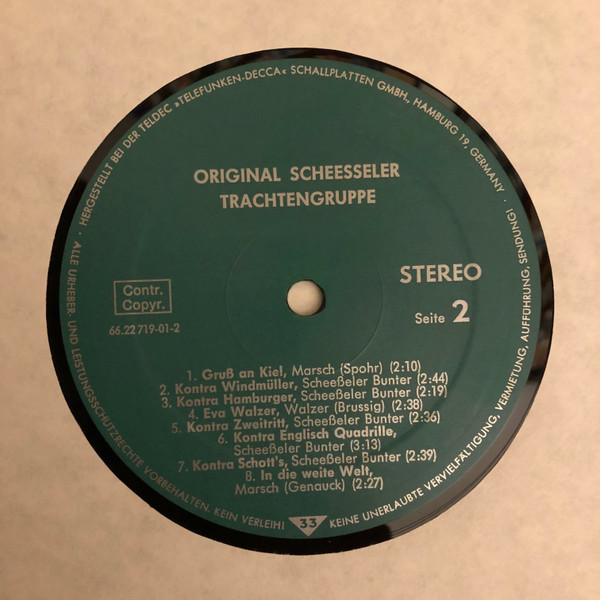 HERGESTELLT BEI DER TELDEC »TELEFUNKEN-DECCA« SCHALLPLATTEN GMBH., HAMBURG 19, GERMANY ·
ORIGINAL SCHEESSELER
TRACHTENGRUPPE
STEREO
Contr.
Copyr.
Seite 2
66.22 719-01-2
1. Gruß an Kiel, Marsch (Spohr) (2:10)
2. Kontra Windmüller, Scheeßeler Bunter (2:44)
3. Kontra Hamburger, Scheeßeler Bunter (2:19)
4. Eva Walzer, Walzer (Brussig) (2:38)
5. Kontra Zweitritt, Scheeßeler Bunter (2:36)
6. Kontra Englisch Quadrille,
Scheeßeler Bunter (3:13)
7. Kontra Schott's, Scheeßeler Bunter (2:39)
8. In die weite Welt,
Marsch (Genauck) (2:27)
33
· ALLE URHEBER- UND LEISTUNGSSCHUTZRECHTE VORBEHALTEN. KEIN VERLEIH! KEINE UNERLAUBTE VERVIELFÄLTIGUNG, VERMIETUNG, AUFFÜHRUNG, SENDUNG!